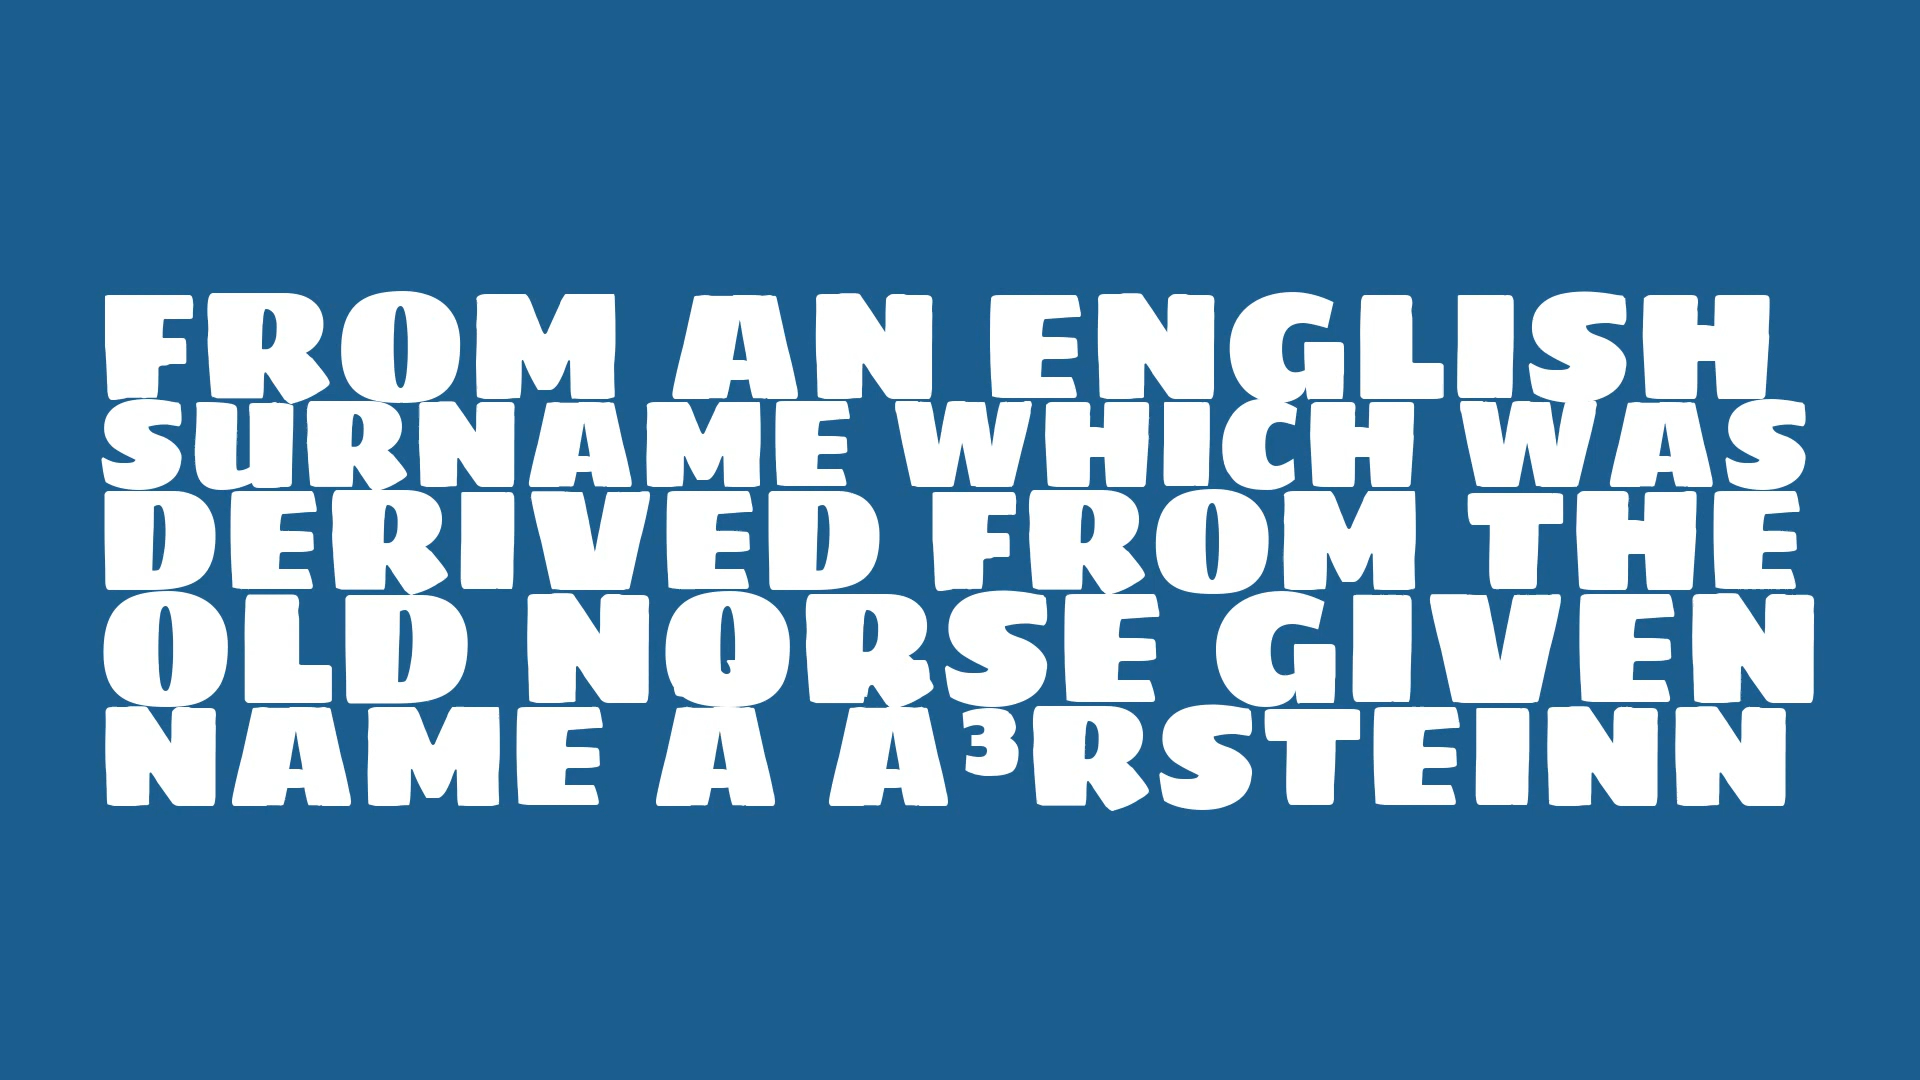 FROM AN ENGLISH
SURNAME WHICH WAS
DERIVED FROM THE
OLD NORSE GIVEN
NAME A A³RSTEINN